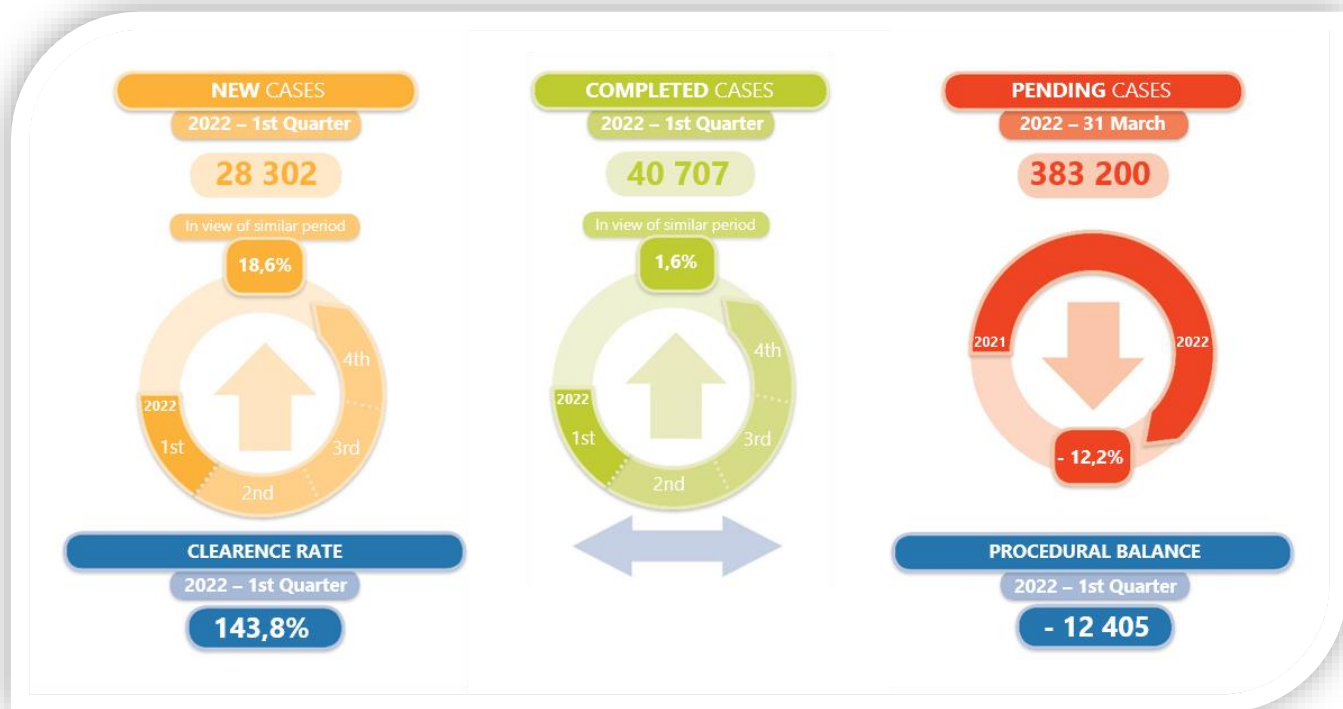 NEW CASES
2022 – 1st Quarter
28 302
In view of similar period
18,6%
4th
2022
1st
3rd
2nd
CLEARENCE RATE
2022 – 1st Quarter
143,8%
COMPLETED CASES
2022 – 1st Quarter
40 707
In view of similar period
1,6%
4th
2022
1st
3rd
2nd
PENDING CASES
2022 – 31 March
383 200
2021
2022
- 12,2%
PROCEDURAL BALANCE
2022 – 1st Quarter
- 12 405